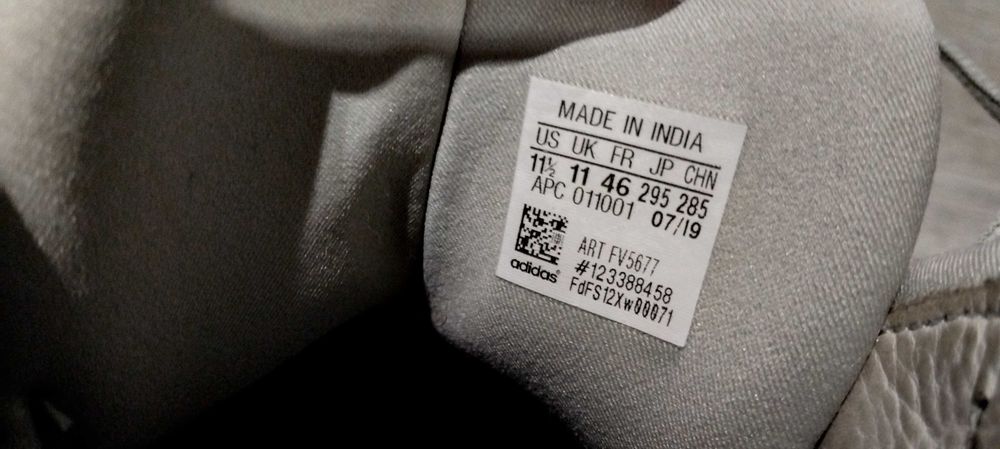 MADE IN INDIA
US UK FR JP CHN
11½ 11 46 295 285
APC 011001 07/19
ART FV5677
#123388458
FdFS12Xw00071
adidas